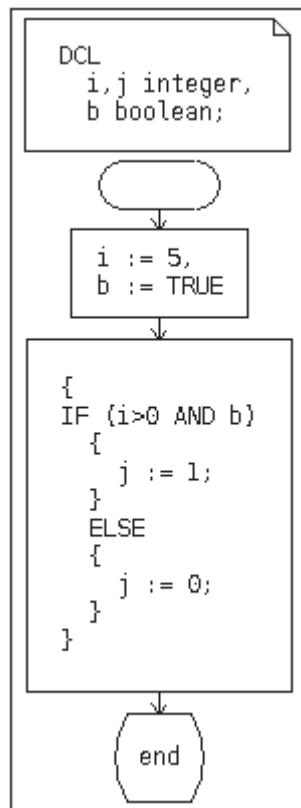 DCL
i,j integer,
b boolean;
i := 5,
b := TRUE
{
IF (i>0 AND b)
{
j := 1;
}
ELSE
{
j := 0;
}
}
end